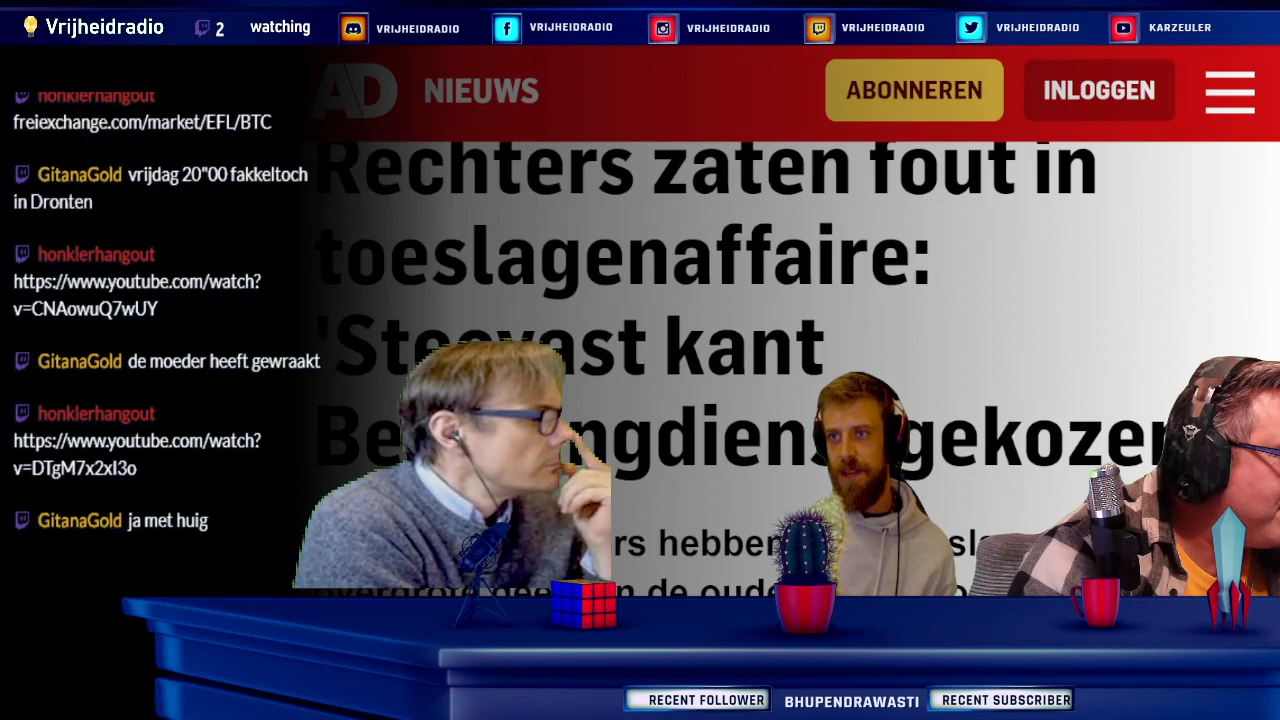 Vrijheidradio
2
watching
VRIJHEIDRADIO
VRIJHEIDRADIO
VRIJHEIDRADIO
VRIJHEIDRADIO
VRIJHEIDRADIO
KARZEULER
honklerhangout
freiexchange.com/market/EFL/BTC
GitanaGold vrijdag 20"00 fakkeltoch
in Dronten
honklerhangout
https://www.youtube.com/watch?
v=CNAowuQ7wUY
GitanaGold de moeder heeft gewraakt
honklerhangout
https://www.youtube.com/watch?
v=DTgM7x2xI3o
GitanaGold ja met huig
AD NIEUWS
ABONNEREN
INLOGGEN
Rechters zaten fout in
toeslagenaffaire:
'Steevast kant
gekozen
hebben
de
RECENT FOLLOWER
BHUPENDRAWASTI
RECENT SUBSCRIBER